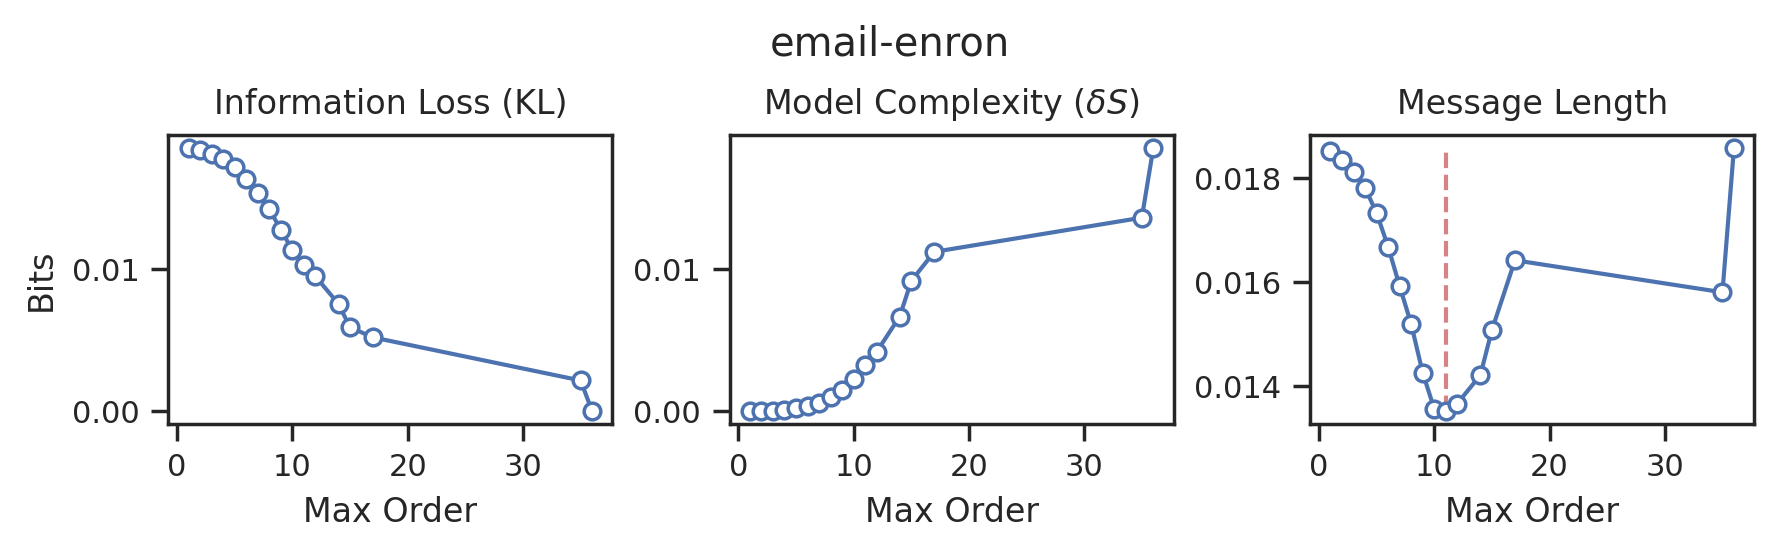 email-enron
Information Loss (KL)
Model Complexity (δS)
Message Length
Bits
0.01
0.00
0 10 20 30
Max Order
0.01
0.00
0 10 20 30
Max Order
0.018
0.016
0.014
0 10 20 30
Max Order